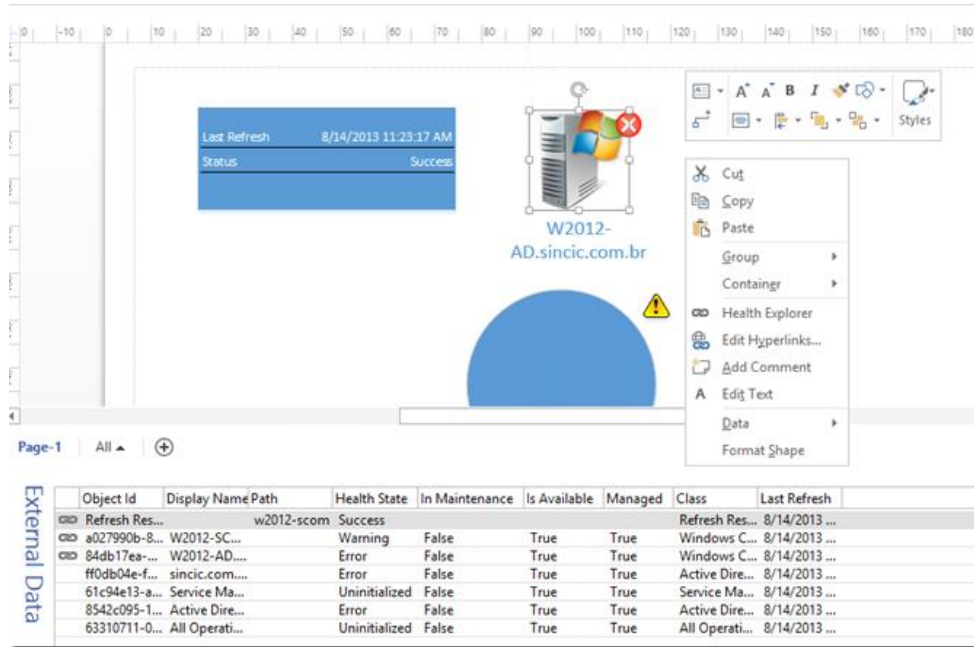 0 -10 0 10 20 30 40 50 60 70 80 90 100 110 120 130 140 150 160 170 180
Last Refresh 8/14/2013 11:23:17 AM
Status Success
W2012-
AD.sincic.com.br
A A B I
Styles
Cut
Copy
Paste
Group
Container
Health Explorer
Edit Hyperlinks...
Add Comment
A Edit Text
Data
Format Shape
Page-1 All
External Data
Object Id Display Name Path Health State In Maintenance Is Available Managed Class Last Refresh
Refresh Res... w2012-scom Success Refresh Res... 8/14/2013 ...
a027990b-8... W2012-SC... Warning False True True Windows C... 8/14/2013 ...
84db17ea-... W2012-AD.... Error False True True Windows C... 8/14/2013 ...
ff0db04e-f... sincic.com.... Error False True True Active Dire... 8/14/2013 ...
61c94e13-a... Service Ma... Uninitialized False True True Service Ma... 8/14/2013 ...
8542c095-1... Active Dire... Error False True True Active Dire... 8/14/2013 ...
63310711-0... All Operati... Uninitialized False True True All Operati... 8/14/2013 ...